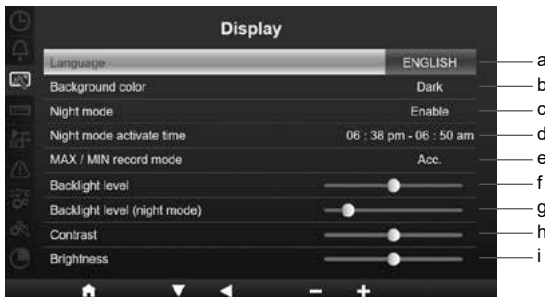 Display
Language ENGLISH a
Background color Dark b
Night mode Enable c
Night mode activate time 06 : 38 pm - 06 : 50 am d
MAX / MIN record mode Acc. e
Backlight level f
Backlight level (night mode) g
Contrast h
Brightness i